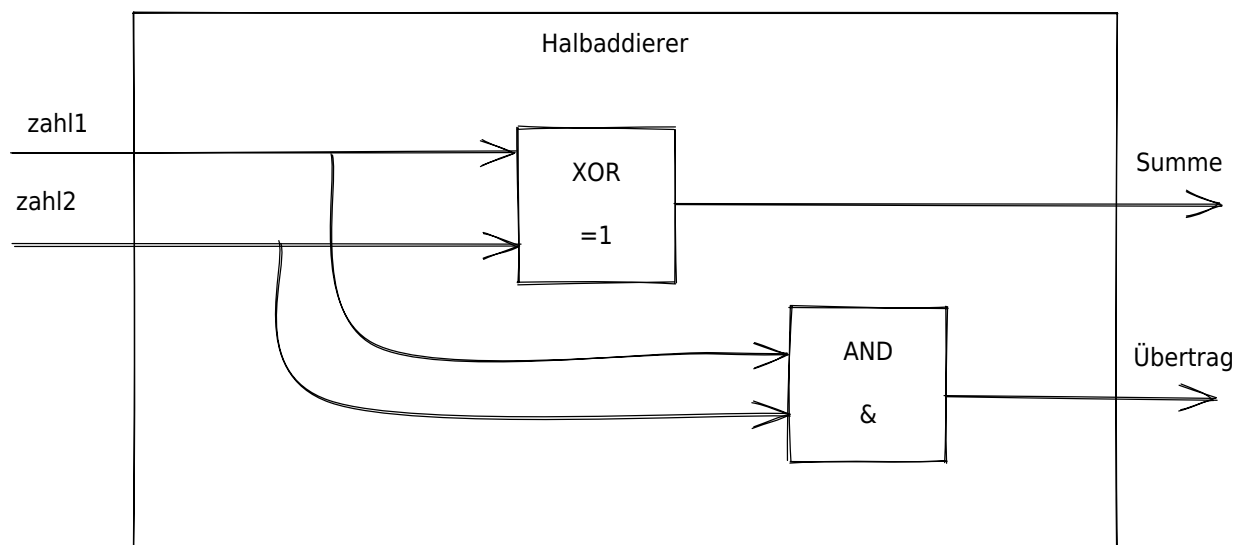 Halbaddierer
zahl1
zahl2
XOR
=1
Summe
AND
&
Übertrag